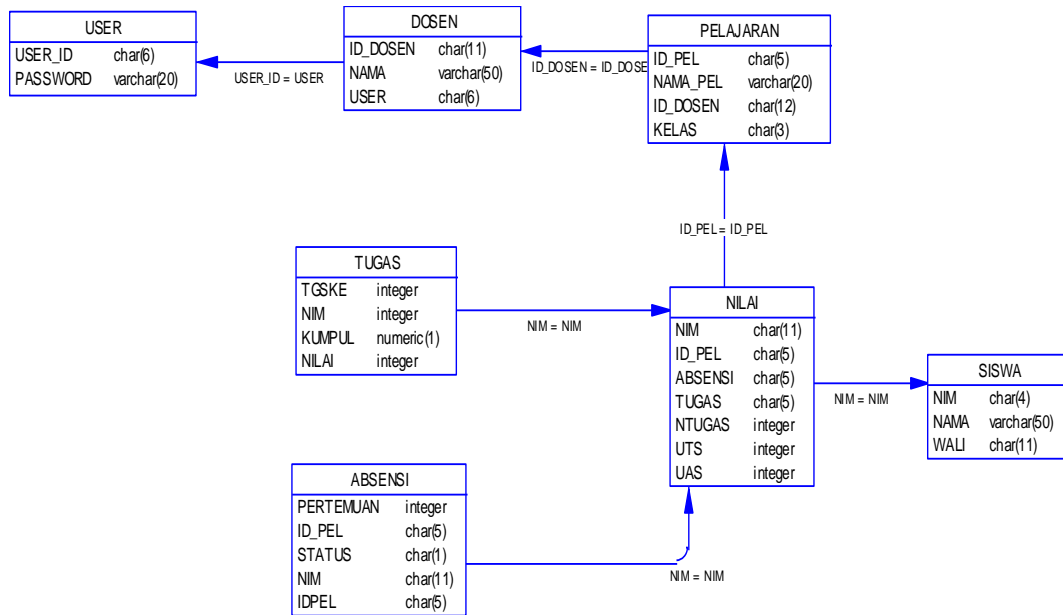 USER
USER_ID char(6)
PASSWORD varchar(20)
USER_ID = USER
DOSEN
ID_DOSEN char(11)
NAMA varchar(50)
USER char(6)
ID_DOSEN = ID_DOSE
PELAJARAN
ID_PEL char(5)
NAMA_PEL varchar(20)
ID_DOSEN char(12)
KELAS char(3)
ID_PEL = ID_PEL
TUGAS
TGSKE integer
NIM integer
KUMPUL numeric(1)
NILAI integer
NIM = NIM
NILAI
NIM char(11)
ID_PEL char(5)
ABSENSI char(5)
TUGAS char(5)
NTUGAS integer
UTS integer
UAS integer
NIM = NIM
SISWA
NIM char(4)
NAMA varchar(50)
WALI char(11)
ABSENSI
PERTEMUAN integer
ID_PEL char(5)
STATUS char(1)
NIM char(11)
IDPEL char(5)
NIM = NIM